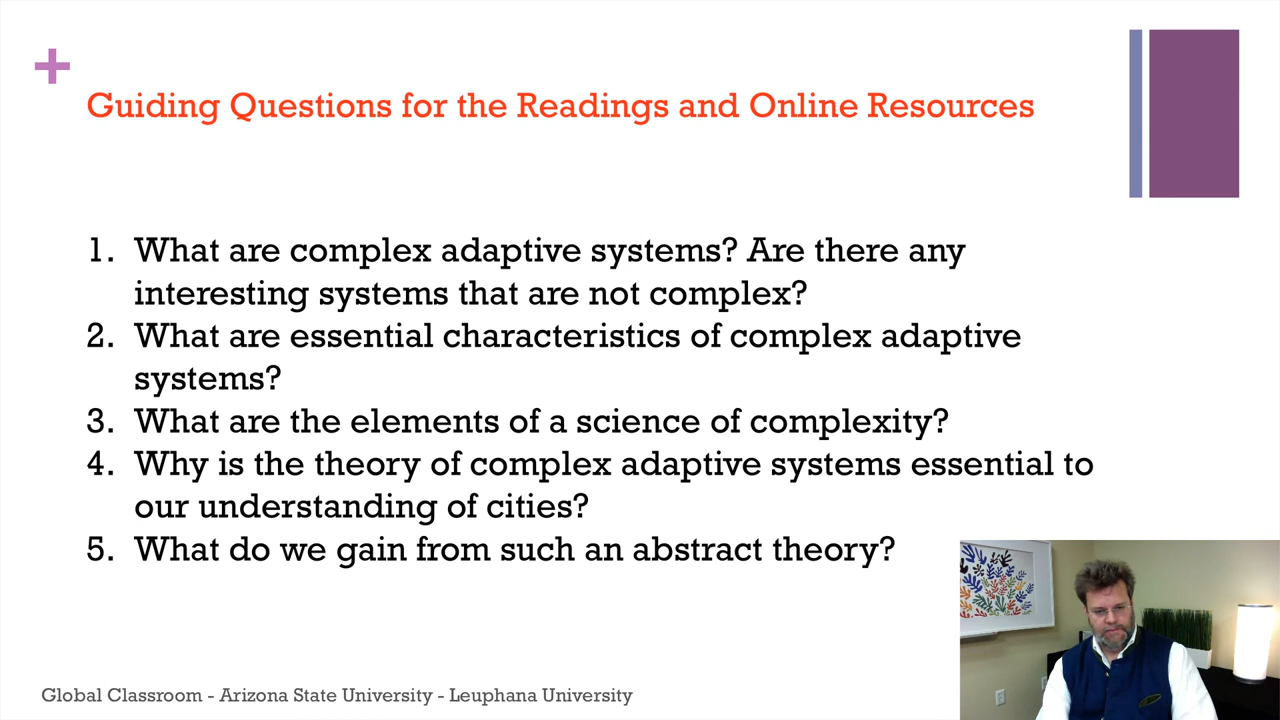 +
Guiding Questions for the Readings and Online Resources
1. What are complex adaptive systems? Are there any
interesting systems that are not complex?
2. What are essential characteristics of complex adaptive
systems?
3. What are the elements of a science of complexity?
4. Why is the theory of complex adaptive systems essential to
our understanding of cities?
5. What do we gain from such an abstract theory?
Global Classroom - Arizona State University - Leuphana University